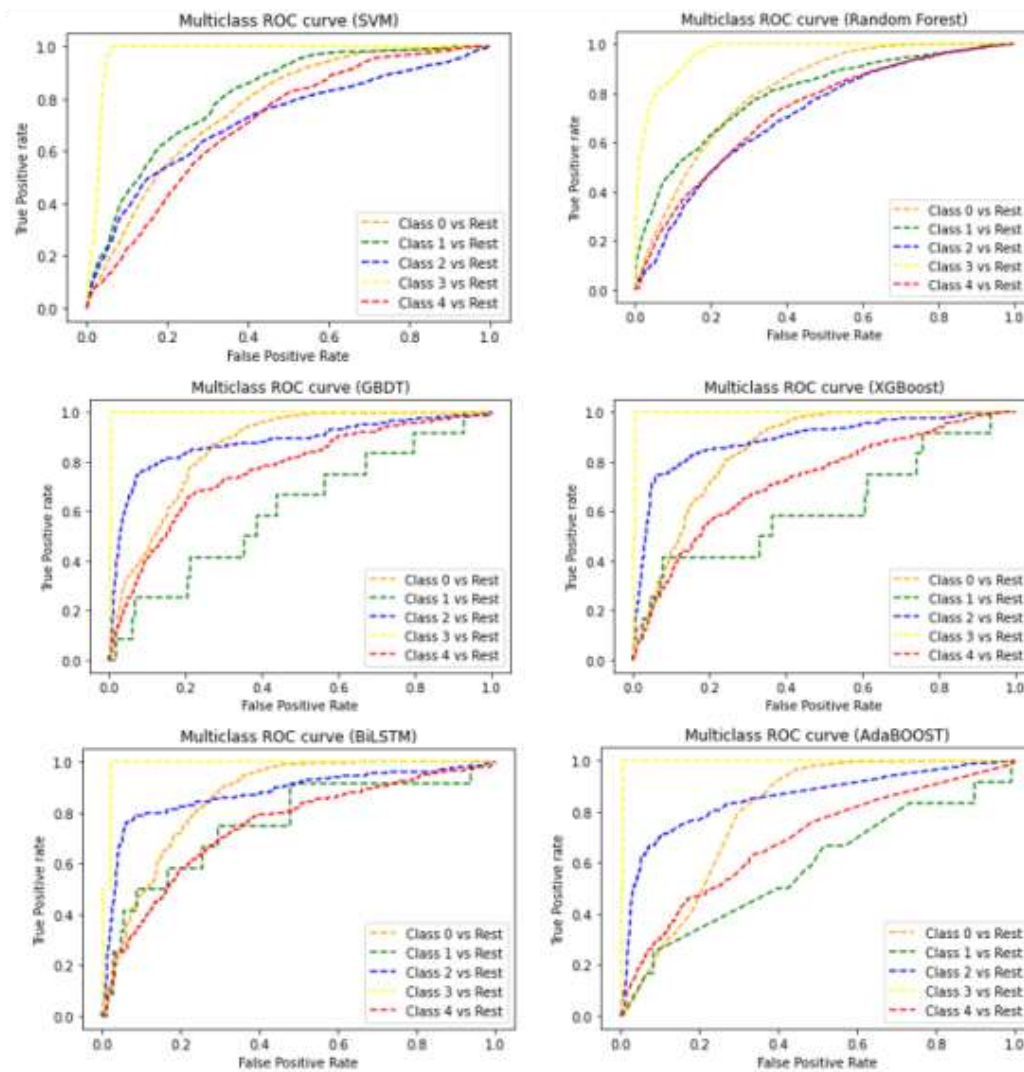 Multiclass ROC curve (SVM)
True Positive rate
1.0
0.8
0.6
0.4
0.2
0.0
Class 0 vs Rest
Class 1 vs Rest
Class 2 vs Rest
Class 3 vs Rest
Class 4 vs Rest
0.0 0.2 0.4 0.6 0.8 1.0
False Positive Rate
Multiclass ROC curve (Random Forest)
True Positive rate
1.0
0.8
0.6
0.4
0.2
0.0
Class 0 vs Rest
Class 1 vs Rest
Class 2 vs Rest
Class 3 vs Rest
Class 4 vs Rest
0.0 0.2 0.4 0.6 0.8 1.0
False Positive Rate
Multiclass ROC curve (GBDT)
True Positive rate
1.0
0.8
0.6
0.4
0.2
0.0
Class 0 vs Rest
Class 1 vs Rest
Class 2 vs Rest
Class 3 vs Rest
Class 4 vs Rest
0.0 0.2 0.4 0.6 0.8 1.0
False Positive Rate
Multiclass ROC curve (XGBoost)
True Positive rate
1.0
0.8
0.6
0.4
0.2
0.0
Class 0 vs Rest
Class 1 vs Rest
Class 2 vs Rest
Class 3 vs Rest
Class 4 vs Rest
0.0 0.2 0.4 0.6 0.8 1.0
False Positive Rate
Multiclass ROC curve (BiLSTM)
True Positive rate
1.0
0.8
0.6
0.4
0.2
0.0
Class 0 vs Rest
Class 1 vs Rest
Class 2 vs Rest
Class 3 vs Rest
Class 4 vs Rest
0.0 0.2 0.4 0.6 0.8 1.0
False Positive Rate
Multiclass ROC curve (AdaBOOST)
True Positive rate
1.0
0.8
0.6
0.4
0.2
0.0
Class 0 vs Rest
Class 1 vs Rest
Class 2 vs Rest
Class 3 vs Rest
Class 4 vs Rest
0.0 0.2 0.4 0.6 0.8 1.0
False Positive Rate